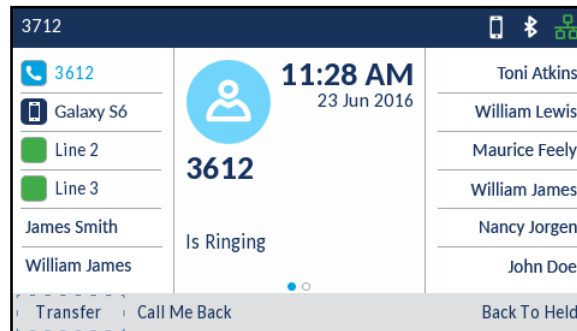 3712
3612
Galaxy S6
Line 2
Line 3
James Smith
William James
11:28 AM
23 Jun 2016
3612
Is Ringing
Toni Atkins
William Lewis
Maurice Feely
William James
Nancy Jorgen
John Doe
Transfer
Call Me Back
Back To Held